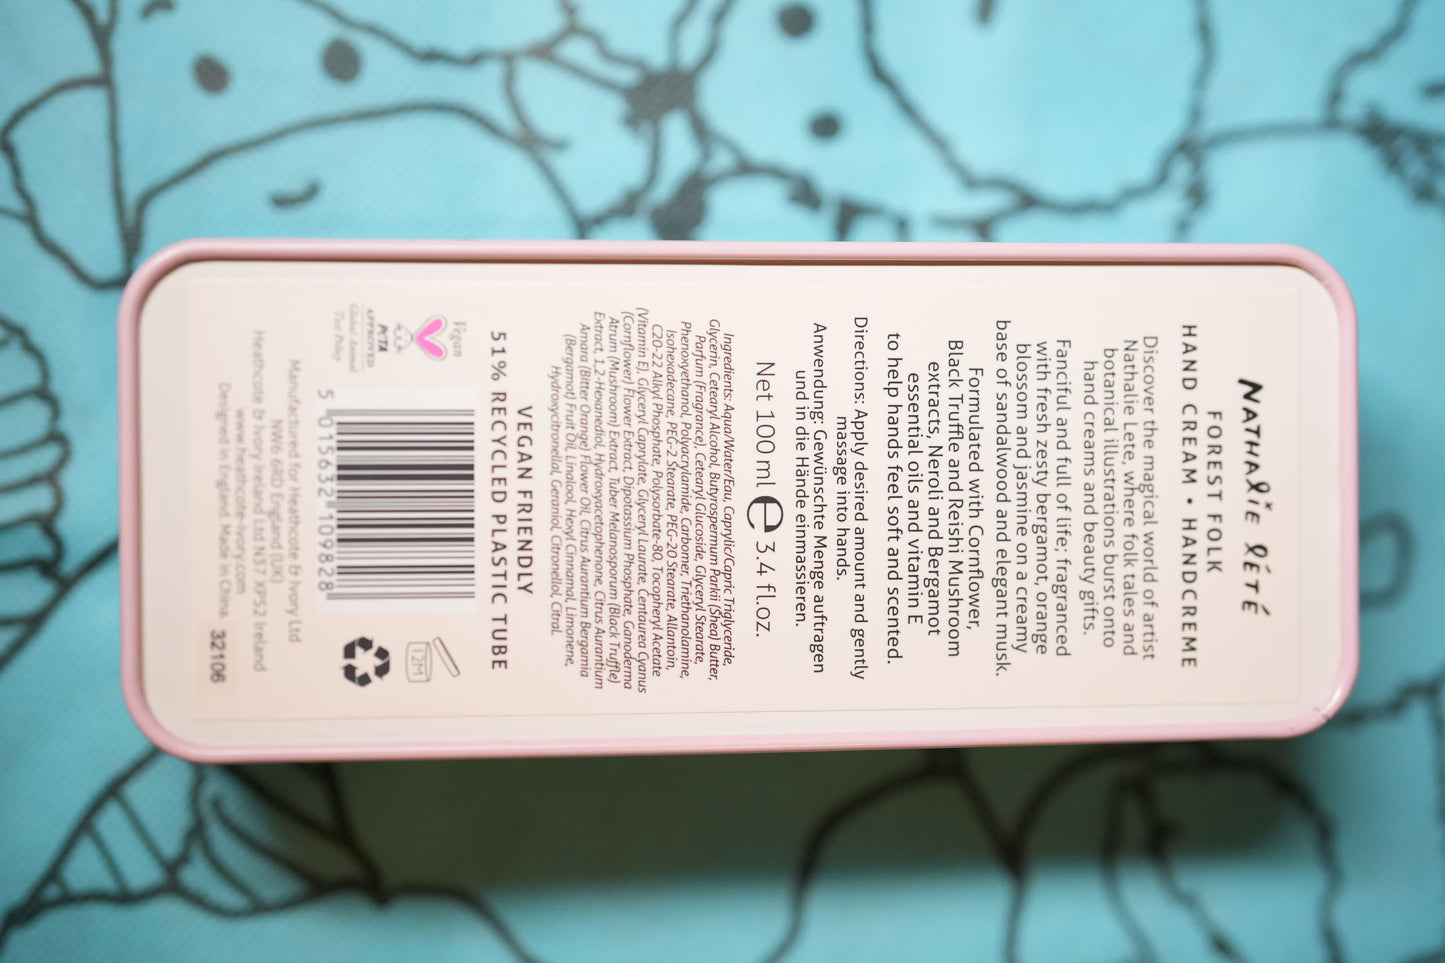 NATHALIE LÉTÉ
FOREST FOLK
HAND CREAM • HANDCREME
Discover the magical world of artist
Nathalie Lete, where folk tales and
botanical illustrations burst onto
hand creams and beauty gifts.
Fanciful and full of life; fragranced
with fresh zesty bergamot, orange
blossom and jasmine on a creamy
base of sandalwood and elegant musk.
Formulated with Cornflower,
Black Truffle and Reishi Mushroom
extracts, Neroli and Bergamot
essential oils and vitamin E
to help hands feel soft and scented.
Directions: Apply desired amount and gently
massage into hands.
Anwendung: Gewünschte Menge auftragen
und in die Hände einmassieren.
Net 100 ml ℮ 3.4 fl.oz.
Ingredients: Aqua/Water/Eau, Caprylic/Capric Triglyceride,
Glycerin, Cetearyl Alcohol, Butyrospermum Parkii (Shea) Butter,
Parfum (Fragrance), Cetearyl Glucoside, Glyceryl Stearate,
Phenoxyethanol, Polyacrylamide, Carbomer, Triethanolamine,
Isohexadecane, PEG-2 Stearate, PEG-20 Stearate, Allantoin,
C20-22 Alkyl Phosphate, Polysorbate-80, Tocopheryl Acetate
(Vitamin E), Glyceryl Caprylate, Glyceryl Laurate, Centaurea Cyanus
(Cornflower) Flower Extract, Dipotassium Phosphate, Ganoderma
Atrum (Mushroom) Extract, Tuber Melanosporum (Black Truffle)
Extract, 1,2-Hexanediol, Hydroxyacetophenone, Citrus Aurantium
Amara (Bitter Orange) Flower Oil, Citrus Aurantium Bergamia
(Bergamot) Fruit Oil, Linalool, Hexyl Cinnamal, Limonene,
Hydroxycitronellal, Geraniol, Citronellol, Citral.
VEGAN FRIENDLY
51% RECYCLED PLASTIC TUBE
Vegan
PETA
APPROVED
Global Animal
Test Policy
5 015632 109828
12M
Manufactured for Heathcote & Ivory Ltd
NW6 6RD England (UK)
Heathcote & Ivory Ireland Ltd N37 XP52 Ireland
www.heathcote-ivory.com
Designed in England. Made in China.
32106